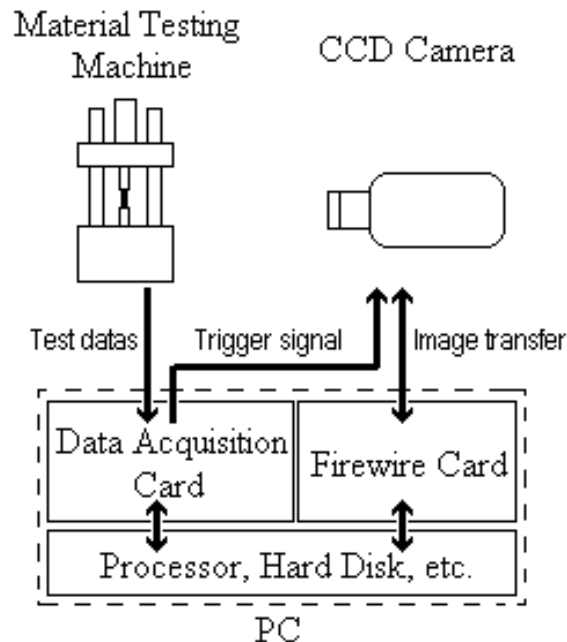 Material Testing
Machine
CCD Camera
Test datas
Trigger signal
Image transfer
Data Acquisition
Card
Firewire Card
Processor, Hard Disk, etc.
PC